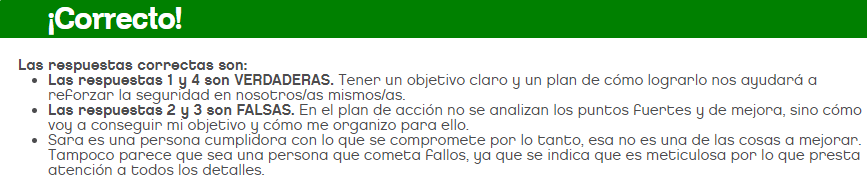 ¡Correcto!
Las respuestas correctas son:
• Las respuestas 1 y 4 son VERDADERAS. Tener un objetivo claro y un plan de cómo lograrlo nos ayudará a
reforzar la seguridad en nosotros/as mismos/as.
• Las respuestas 2 y 3 son FALSAS. En el plan de acción no se analizan los puntos fuertes y de mejora, sino cómo
voy a conseguir mi objetivo y cómo me organizo para ello.
• Sara es una persona cumplidora con lo que se compromete por lo tanto, esa no es una de las cosas a mejorar.
Tampoco parece que sea una persona que cometa fallos, ya que se indica que es meticulosa por lo que presta
atención a todos los detalles.